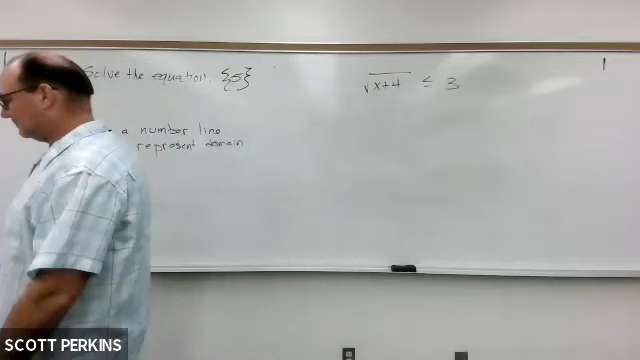 Solve the equation. {5}
√x+4 ≤ 3
a number line
represent domain
SCOTT PERKINS